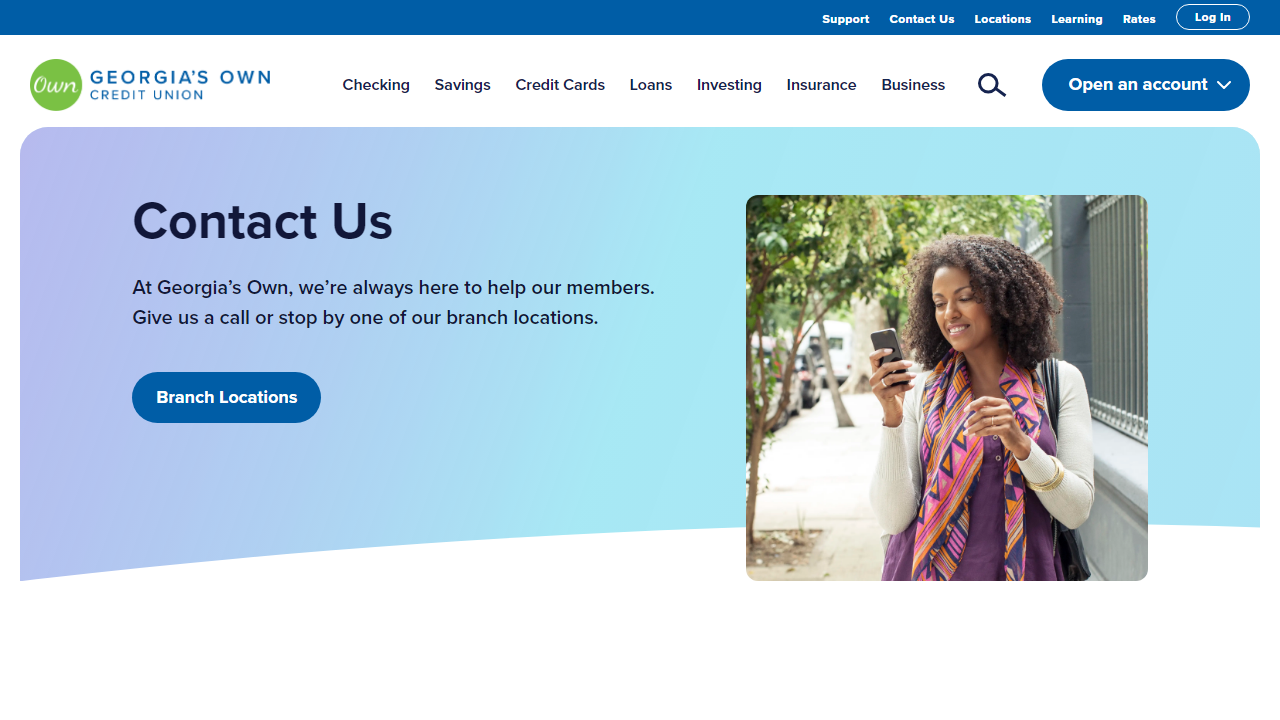 Support Contact Us Locations Learning Rates Log In
Own GEORGIA'S OWN
CREDIT UNION
Checking Savings Credit Cards Loans Investing Insurance Business Open an account
Contact Us
At Georgia’s Own, we’re always here to help our members.
Give us a call or stop by one of our branch locations.
Branch Locations